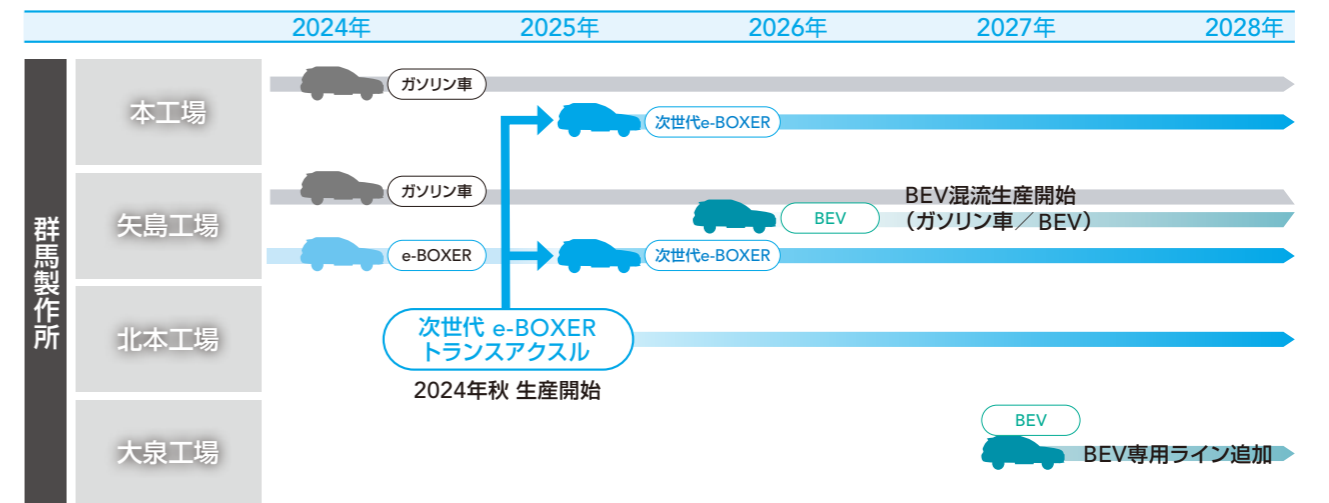 2024年 2025年 2026年 2027年 2028年
群馬製作所
本工場
ガソリン車
次世代e-BOXER
矢島工場
ガソリン車
BEV
BEV混流生産開始
（ガソリン車／BEV）
e-BOXER
次世代e-BOXER
北本工場
次世代 e-BOXER
トランスアクスル
2024年秋 生産開始
大泉工場
BEV
BEV専用ライン追加